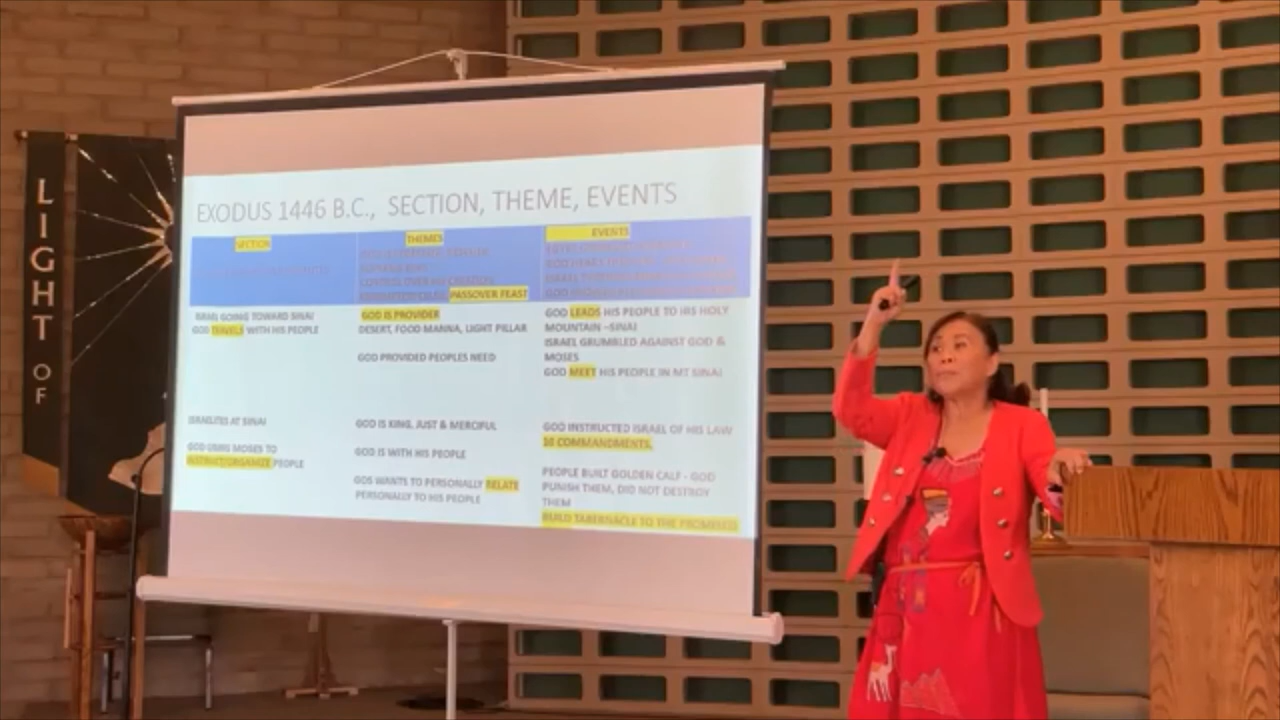 LIGHT
OF
EXODUS 1446 B.C., SECTION, THEME, EVENTS
SECTION
THEMES
EVENTS
PASSOVER FEAST
ISRAEL GOING TOWARD SINAI
GOD TRAVELS WITH HIS PEOPLE
GOD IS PROVIDER
DESERT, FOOD MANNA, LIGHT PILLAR
GOD PROVIDED PEOPLES NEED
GOD LEADS HIS PEOPLE TO HIS HOLY
MOUNTAIN –SINAI
ISRAEL GRUMBLED AGAINST GOD &
MOSES
GOD MEET HIS PEOPLE IN MT SINAI
ISRAELITES AT SINAI
GOD USING MOSES TO
INSTRUCT/ORGANIZE PEOPLE
GOD IS KING, JUST & MERCIFUL
GOD IS WITH HIS PEOPLE
GOS WANTS TO PERSONALLY RELATE
PERSONALLY TO HIS PEOPLE
GOD INSTRUCTED ISRAEL OF HIS LAW
10 COMMANDMENTS.
PEOPLE BUILT GOLDEN CALF - GOD
PUNISH THEM, DID NOT DESTROY
THEM
BUILD TABERNACLE TO THE PROMISED